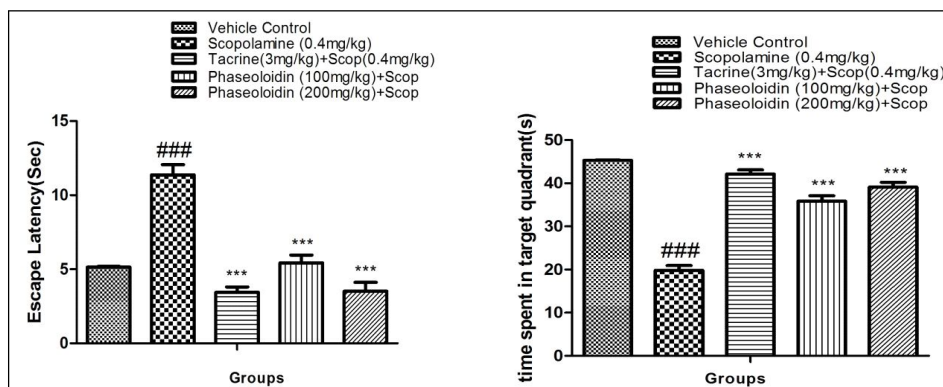 Vehicle Control
Scopolamine (0.4mg/kg)
Tacrine(3mg/kg)+Scop(0.4mg/kg)
Phaseoloidin (100mg/kg)+Scop
Phaseoloidin (200mg/kg)+Scop
Escape Latency(Sec)
15
10
5
0
###
***
***
***
Groups
Vehicle Control
Scopolamine (0.4mg/kg)
Tacrine(3mg/kg)+Scop(0.4mg/kg)
Phaseoloidin (100mg/kg)+Scop
Phaseoloidin (200mg/kg)+Scop
time spent in target quadrant(s)
50
40
30
20
10
0
###
***
***
***
Groups